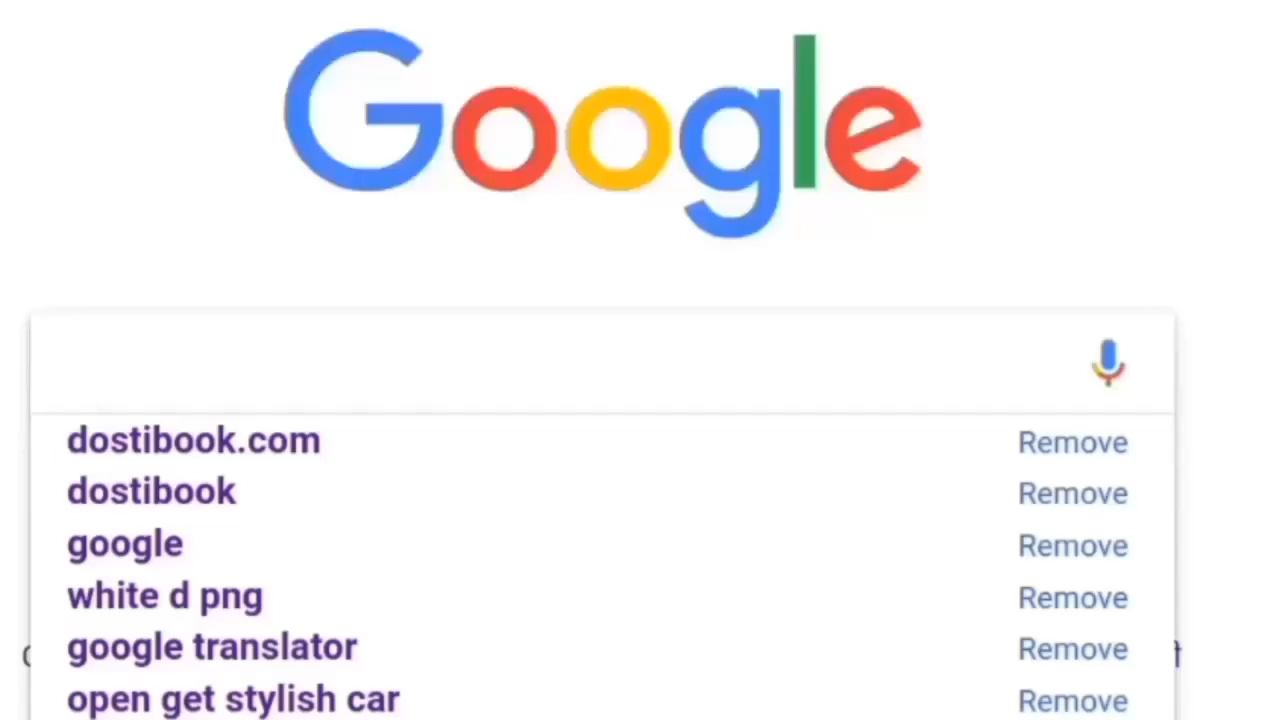 Google
dostibook.com Remove
dostibook Remove
google Remove
white d png Remove
google translator Remove
open get stylish car Remove